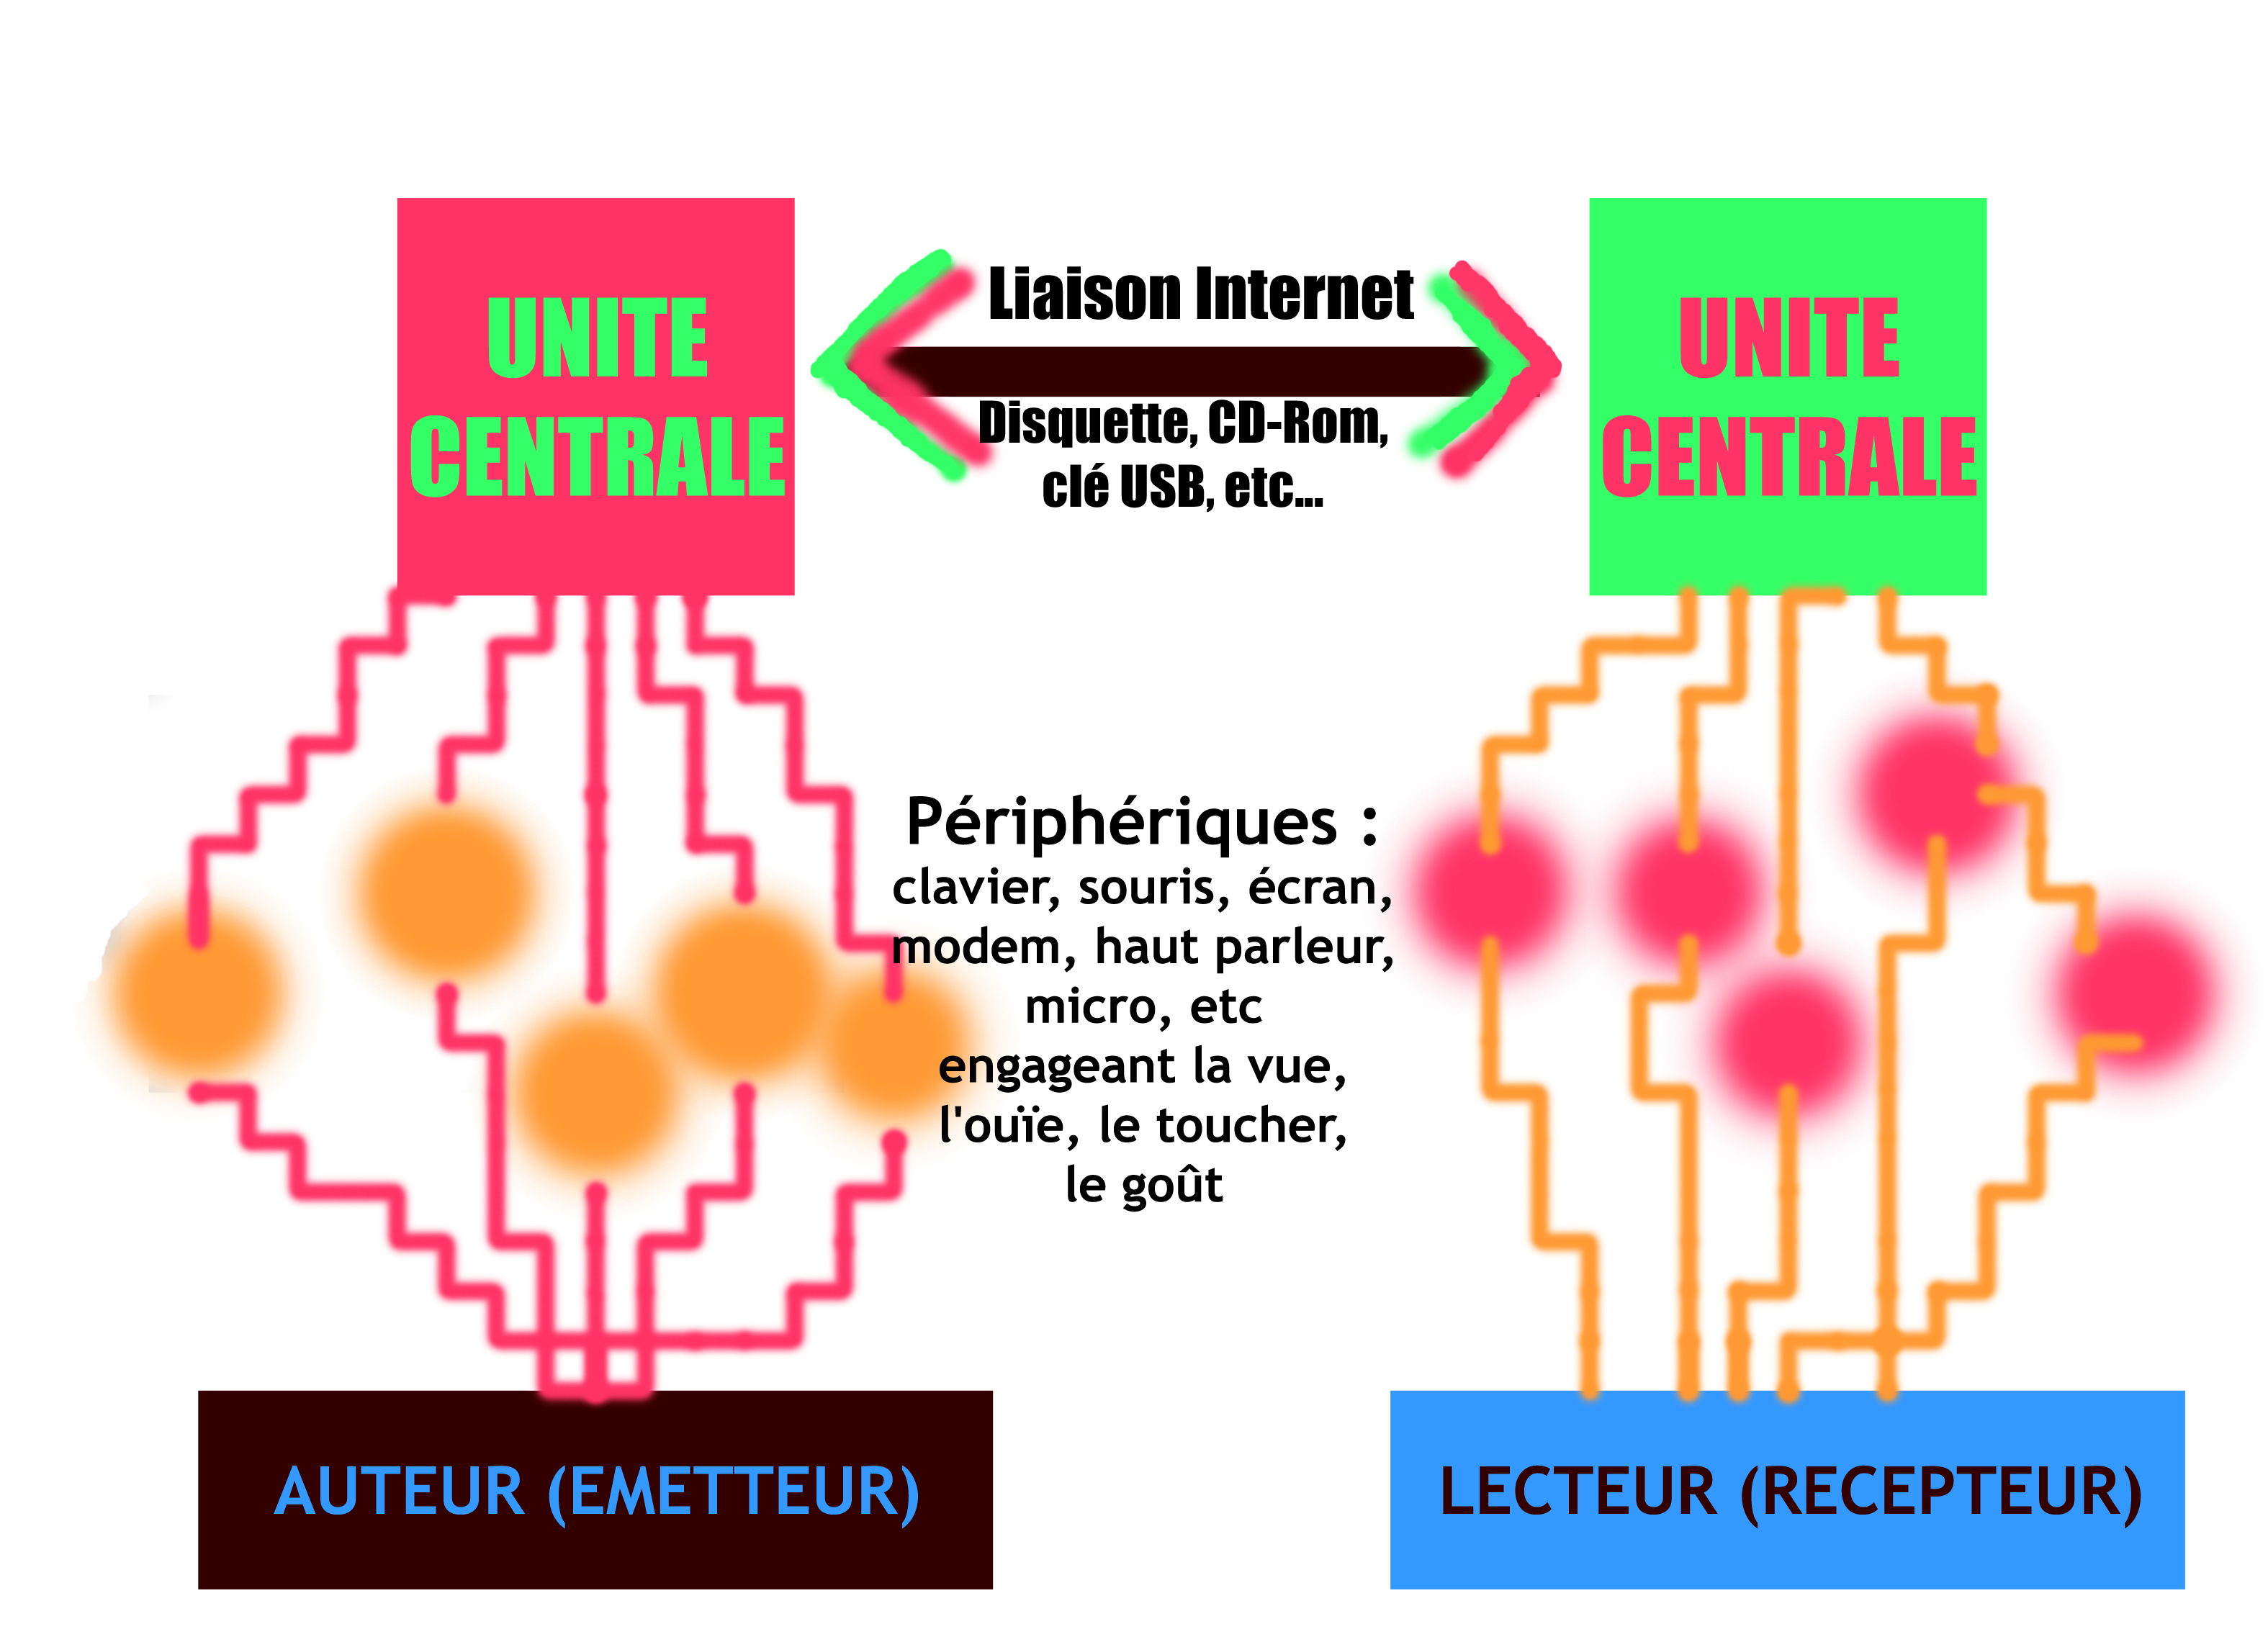 UNITE
CENTRALE
Liaison Internet
Disquette, CD-Rom,
clé USB, etc...
UNITE
CENTRALE
Périphériques :
clavier, souris, écran,
modem, haut parleur,
micro, etc
engageant la vue,
l'ouïe, le toucher,
le goût
AUTEUR (EMETTEUR)
LECTEUR (RECEPTEUR)